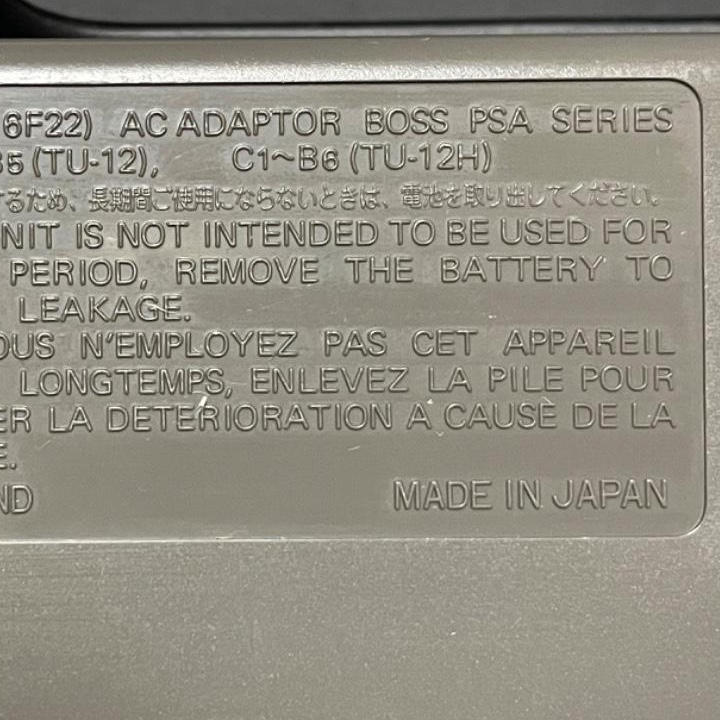 6F22) AC ADAPTOR BOSS PSA SERIES
B5 (TU-12), C1~B6 (TU-12H)
するため、長期間ご使用にならないときは、電池を取り出してください。
NIT IS NOT INTENDED TO BE USED FOR
PERIOD, REMOVE THE BATTERY TO
LEAKAGE.
OUS N'EMPLOYEZ PAS CET APPAREIL
LONGTEMPS, ENLEVEZ LA PILE POUR
ER LA DETERIORATION A CAUSE DE LA
E.
ND MADE IN JAPAN